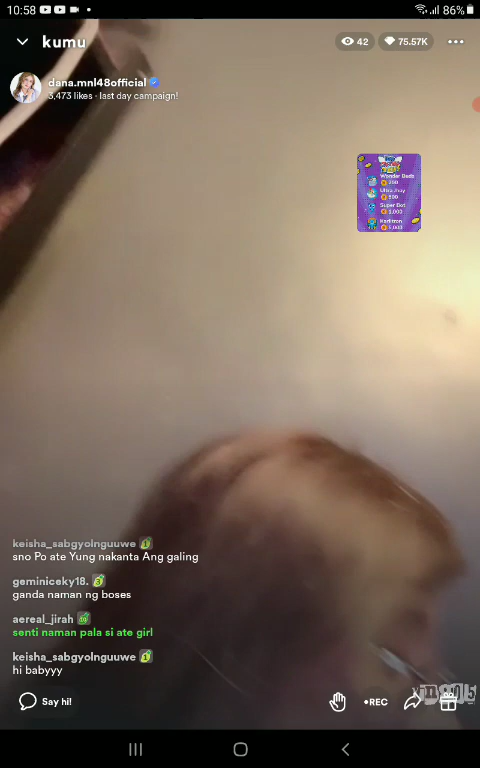 10:58
86%
kumu
42
75.57K
dana.mnl48official
3,473 likes · last day campaign!
Wonder Buds
Super Bot
keisha_sabgyolnguuwe
sno Po ate Yung nakanta Ang galing
geminiceky18.
ganda naman ng boses
aereal_jirah
senti naman pala si ate girl
keisha_sabgyolnguuwe
hi babyyy
Say hi!
•REC